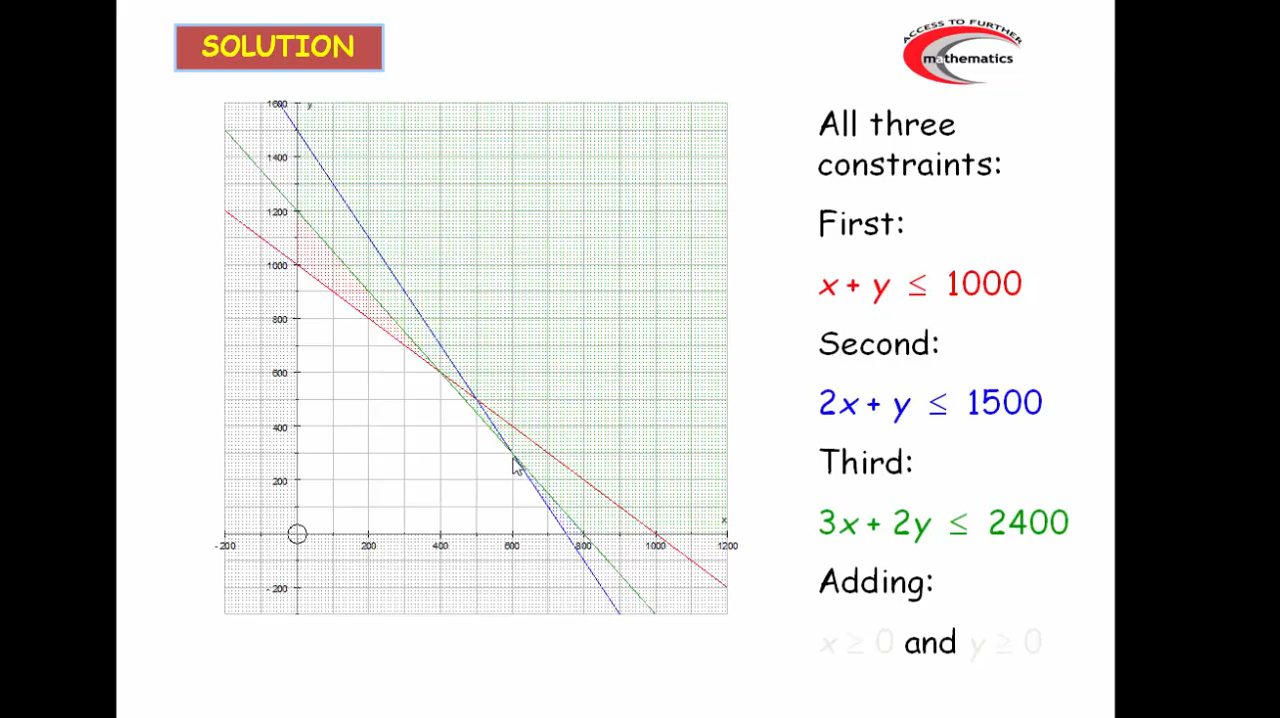 SOLUTION
ACCESS TO FURTHER
mathematics
All three
constraints:
First:
x + y ≤ 1000
Second:
2x + y ≤ 1500
Third:
3x + 2y ≤ 2400
Adding:
x ≥ 0 and y ≥ 0
1600
y
1400
1200
1000
800
600
400
200
x
-200 200 400 600 800 1000 1200
-200